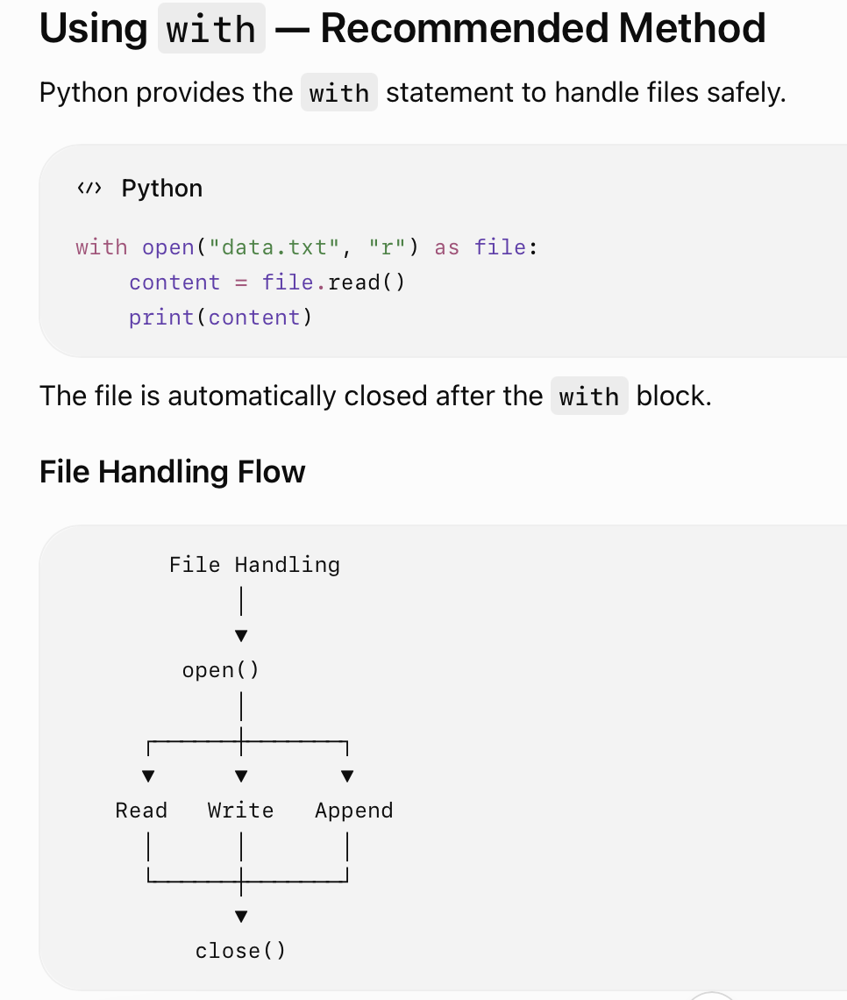 Using with — Recommended Method
Python provides the with statement to handle files safely.
Python
with open("data.txt", "r") as file:
    content = file.read()
    print(content)
The file is automatically closed after the with block.
File Handling Flow
File Handling
open()
Read Write Append
close()